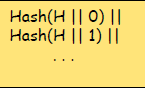 Hash(H || 0) ||
Hash(H || 1) ||
. . .